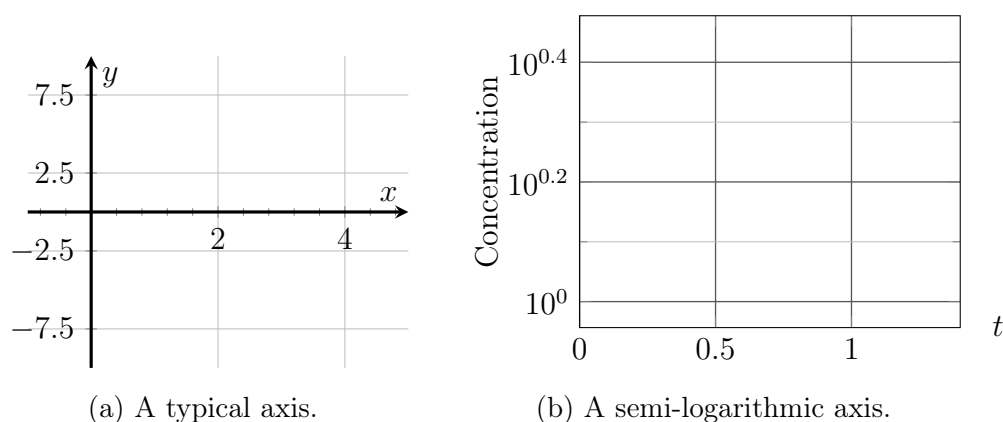 y
7.5
2.5
x
2
4
−2.5
−7.5
(a) A typical axis.
Concentration
10^0.4
10^0.2
10^0
0
0.5
1
t
(b) A semi-logarithmic axis.